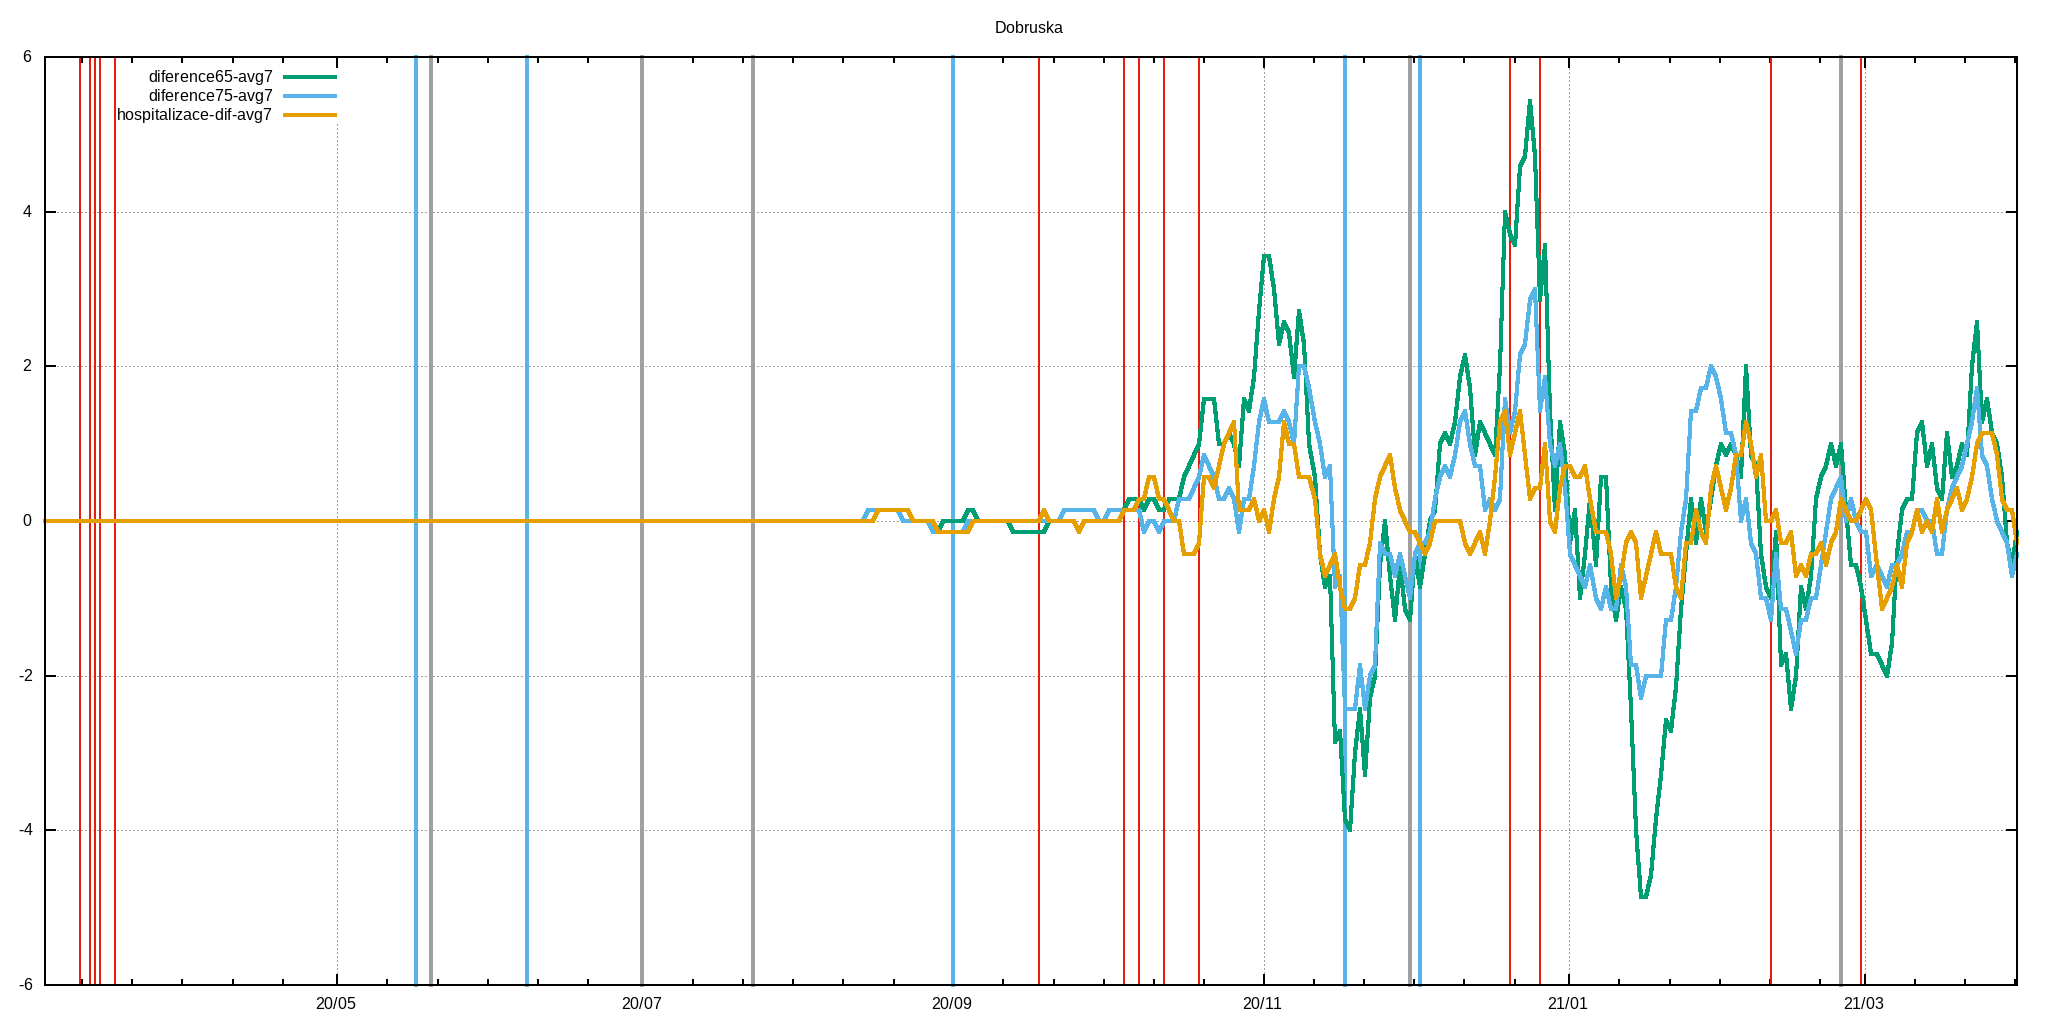 Dobruska
6
diference65-avg7
diference75-avg7
hospitalizace-dif-avg7
4
2
0
-2
-4
-6
20/05 20/07 20/09 20/11 21/01 21/03